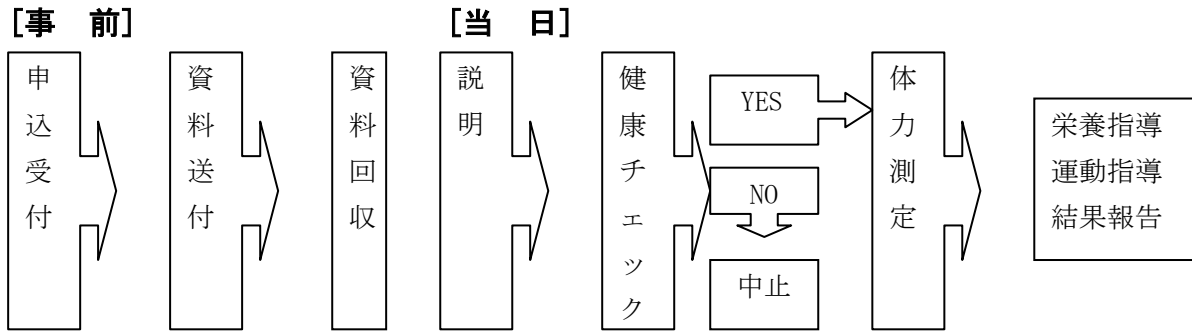 [事　前]
[当　日]
申込受付
資料送付
資料回収
説明
健康チェック
YES
NO
中止
体力測定
栄養指導
運動指導
結果報告